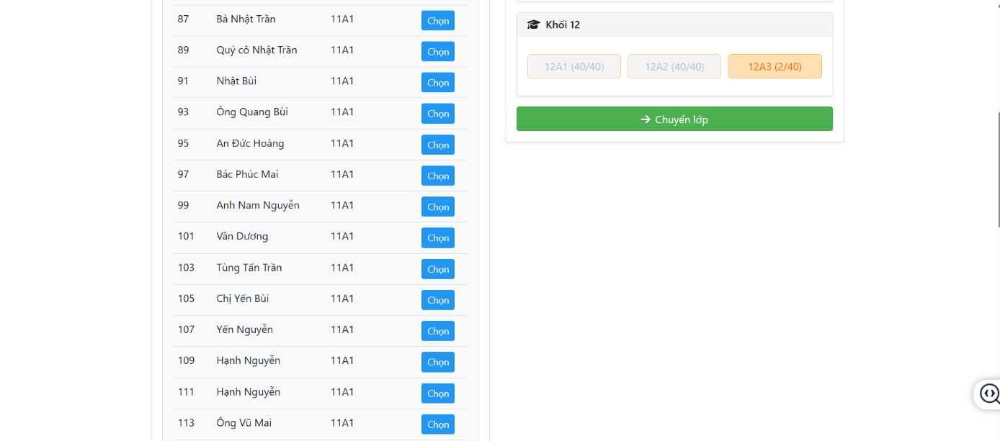 87 Bà Nhật Trần 11A1 Chọn
89 Quý cô Nhật Trần 11A1 Chọn
91 Nhật Bùi 11A1 Chọn
93 Ông Quang Bùi 11A1 Chọn
95 An Đức Hoàng 11A1 Chọn
97 Bác Phúc Mai 11A1 Chọn
99 Anh Nam Nguyễn 11A1 Chọn
101 Vân Dương 11A1 Chọn
103 Tùng Tấn Trần 11A1 Chọn
105 Chị Yến Bùi 11A1 Chọn
107 Yến Nguyễn 11A1 Chọn
109 Hạnh Nguyễn 11A1 Chọn
111 Hạnh Nguyễn 11A1 Chọn
113 Ông Vũ Mai 11A1 Chọn
Khối 12
12A1 (40/40) 12A2 (40/40) 12A3 (2/40)
Chuyển lớp